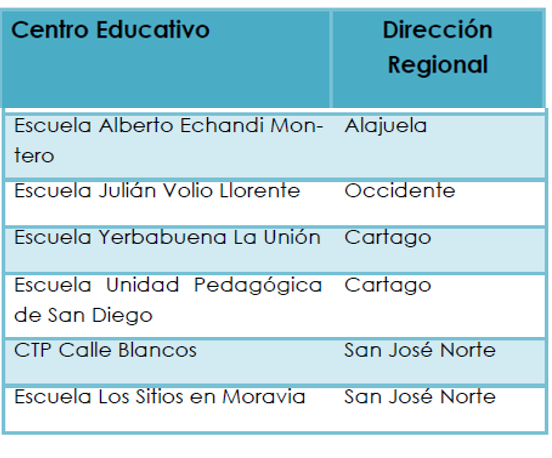 Centro Educativo Dirección
Regional
Escuela Alberto Echandi Mon- Alajuela
tero
Escuela Julián Volio Llorente Occidente
Escuela Yerbabuena La Unión Cartago
Escuela Unidad Pedagógica Cartago
de San Diego
CTP Calle Blancos San José Norte
Escuela Los Sitios en Moravia San José Norte